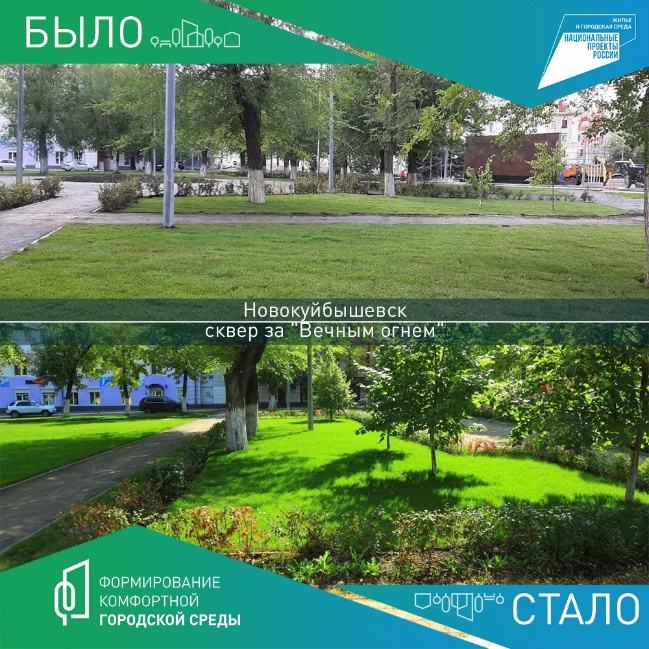 БЫЛО
ЖИЛЬЕ
И ГОРОДСКАЯ СРЕДА
НАЦИОНАЛЬНЫЕ
ПРОЕКТЫ
РОССИИ
Новокуйбышевск
сквер за "Вечным огнем"
ФОРМИРОВАНИЕ
КОМФОРТНОЙ
ГОРОДСКОЙ СРЕДЫ
СТАЛО